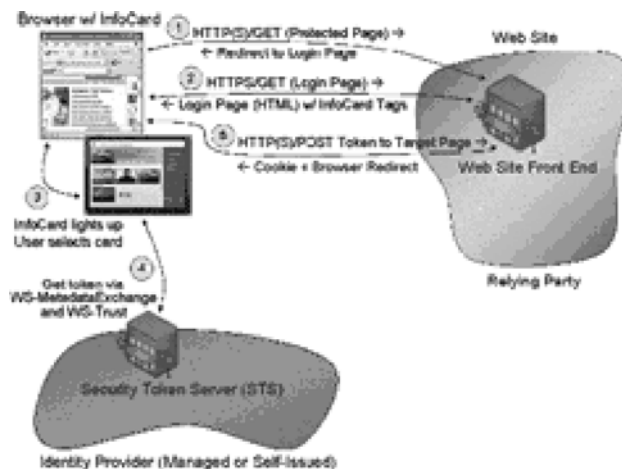 Browser w/ InfoCard
1
HTTP(S)/GET (Protected Page) →
← Redirect to Login Page
Web Site
2
HTTPS/GET (Login Page) →
← Login Page (HTML) w/ InfoCard Tags
5
HTTP(S)/POST Token to Target Page →
← Cookie + Browser Redirect
Web Site Front End
3
InfoCard lights up
User selects card
4
Get token via
WS-MetadataExchange
and WS-Trust
Relying Party
Security Token Server (STS)
Identity Provider (Managed or Self-Issued)